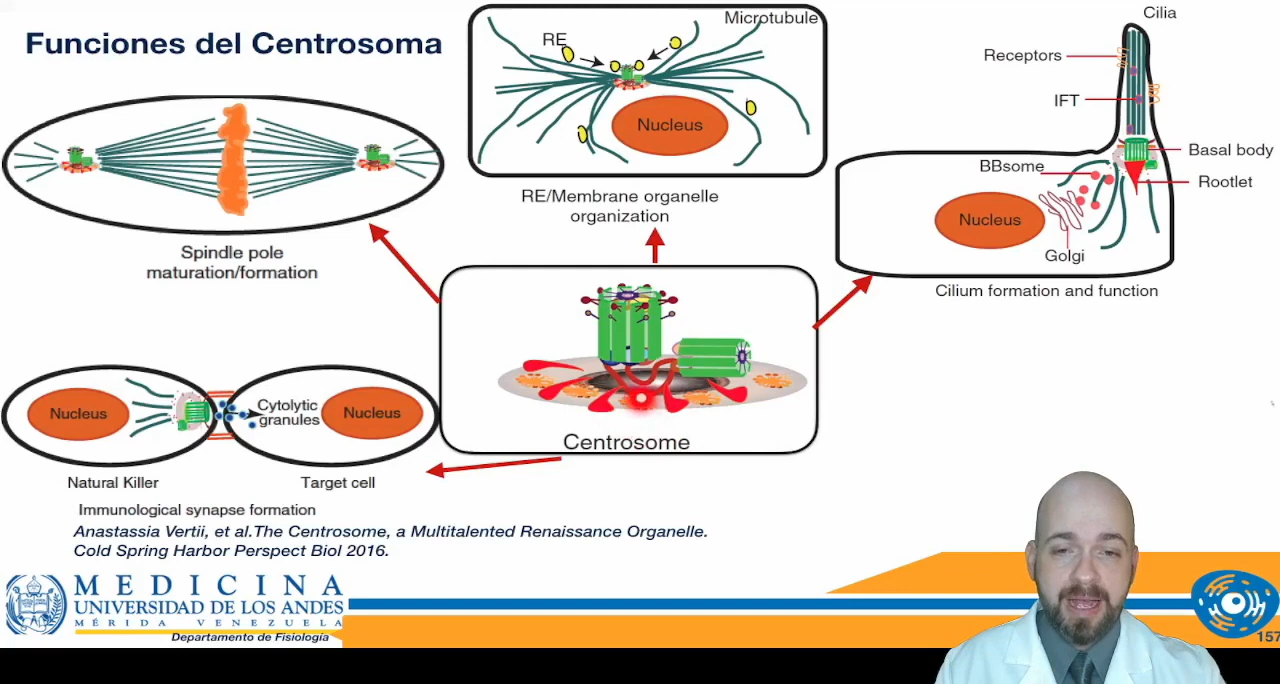 Funciones del Centrosoma
Spindle pole
maturation/formation
Microtubule
RE
Nucleus
RE/Membrane organelle
organization
Cilia
Receptors
IFT
Basal body
BBsome
Rootlet
Nucleus
Golgi
Cilium formation and function
Centrosome
Nucleus
Cytolytic
granules
Nucleus
Natural Killer
Target cell
Immunological synapse formation
Anastassia Vertii, et al.The Centrosome, a Multitalented Renaissance Organelle.
Cold Spring Harbor Perspect Biol 2016.
MEDICINA
UNIVERSIDAD DE LOS ANDES
MÉRIDA VENEZUELA
Departamento de Fisiología
157